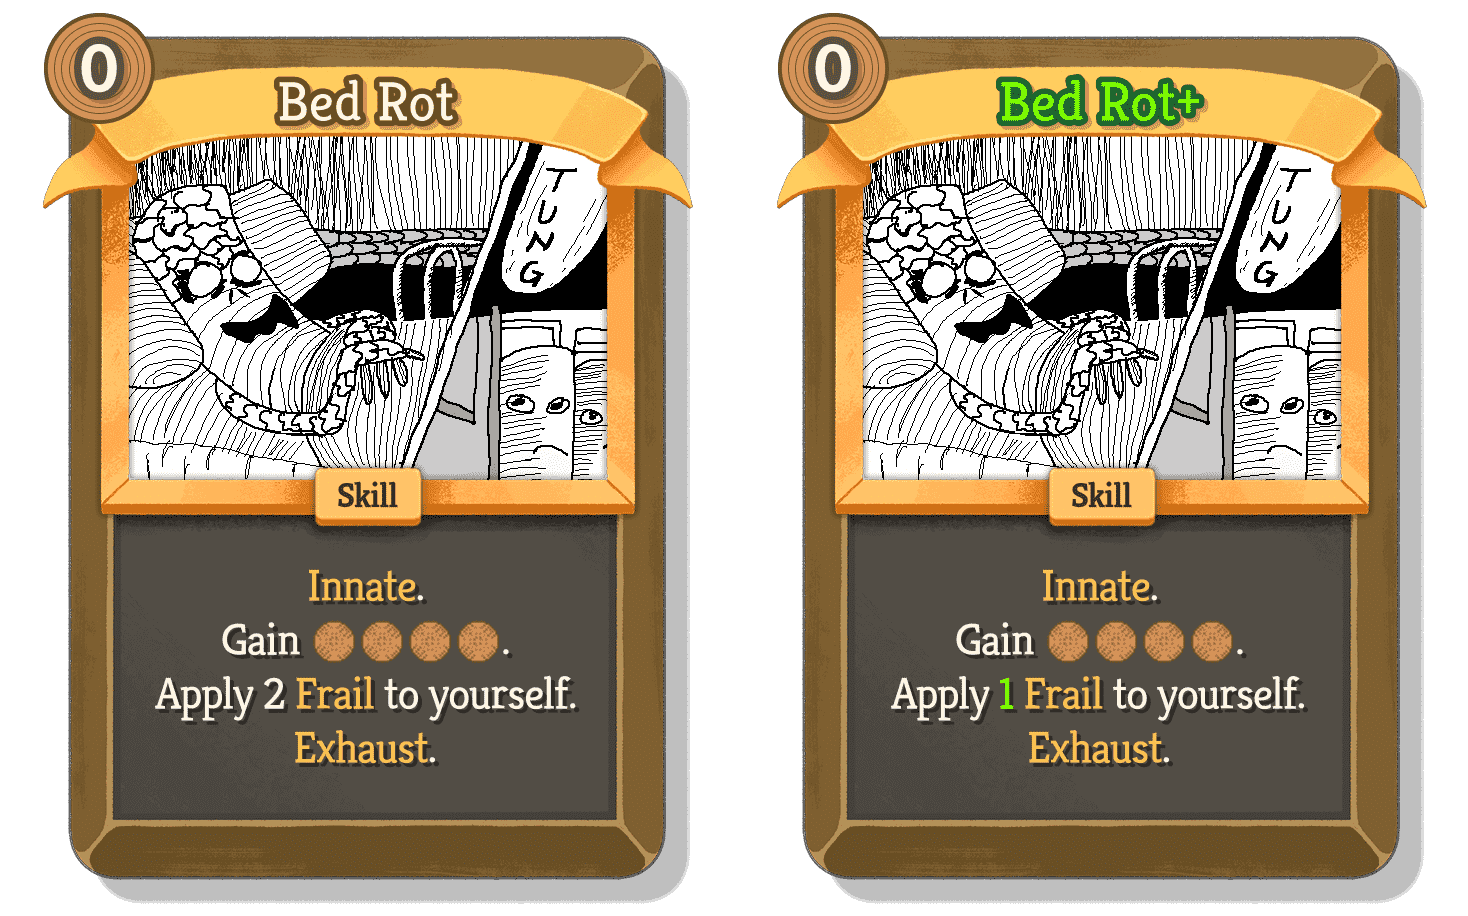 0
Bed Rot
TUNG
Skill
Innate.
Gain .
Apply 2 Frail to yourself.
Exhaust.
0
Bed Rot+
TUNG
Skill
Innate.
Gain .
Apply 1 Frail to yourself.
Exhaust.